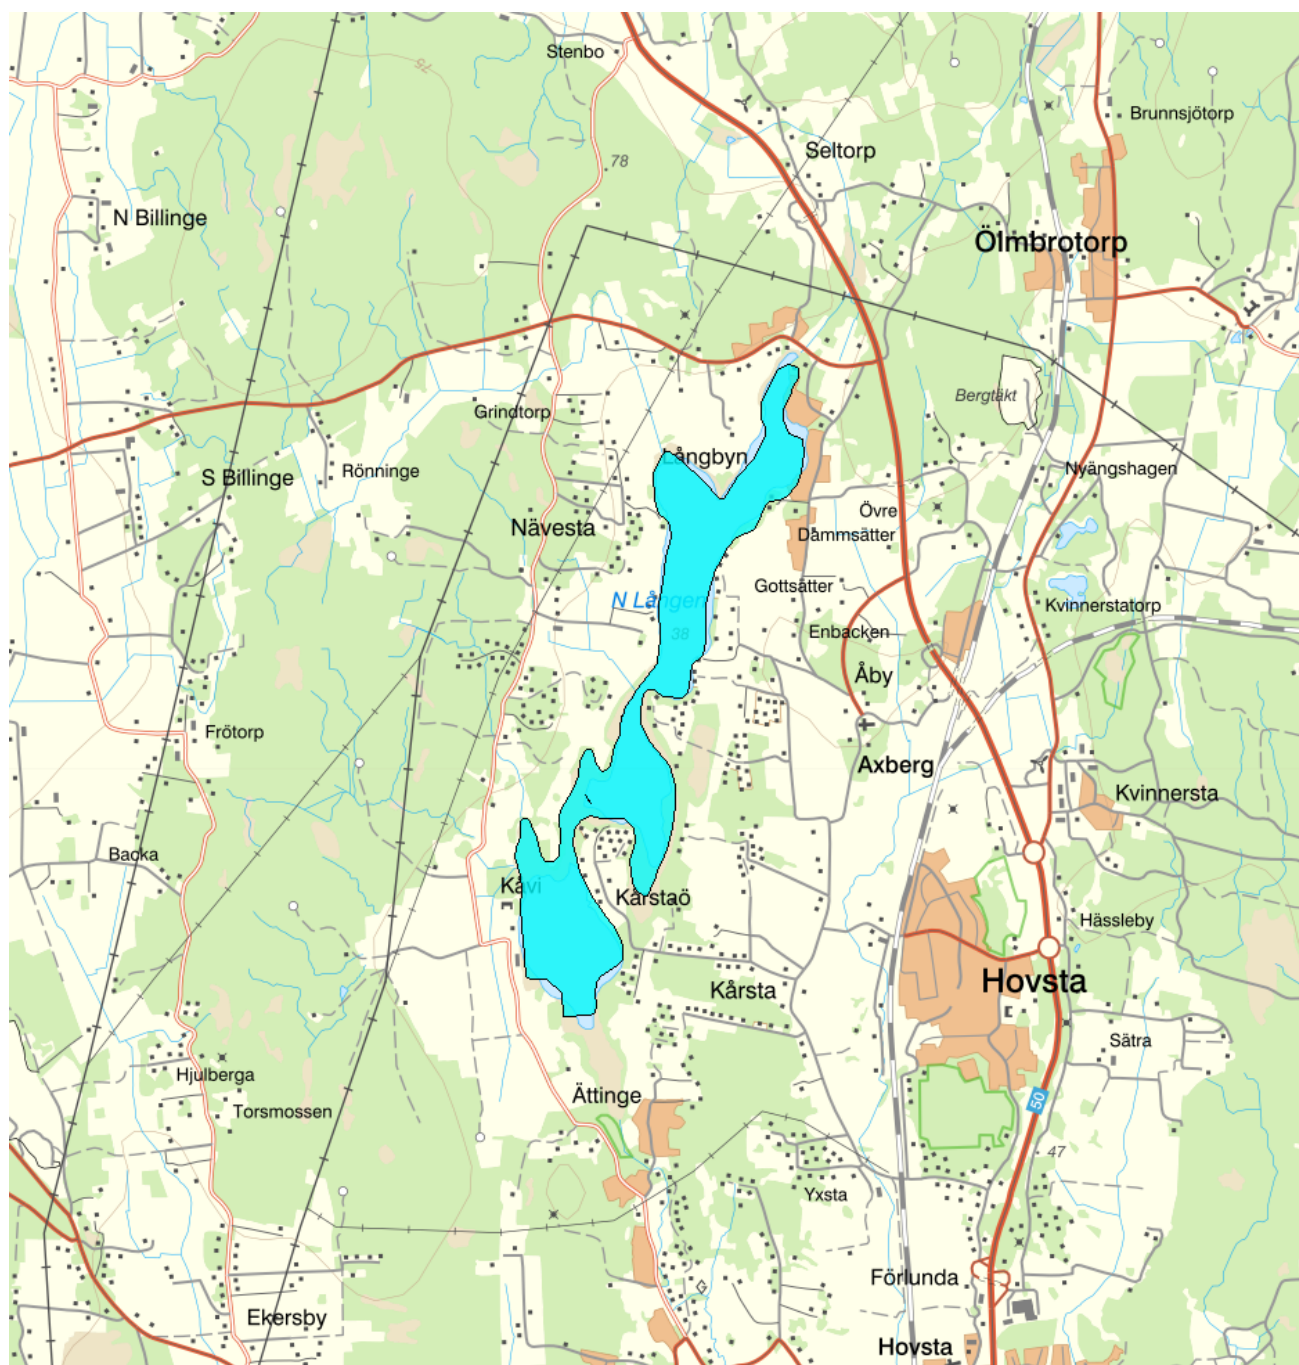 Stenbo
75
Brunnsjötorp
Seltorp
78
N Billinge
Ölmbrotorp
Bergtäkt
Grindtorp
Långbyn
Rönninge
Nyängshagen
S Billinge
Övre
Dammsätter
Nävesta
Gottsätter
N Lången
Kvinnerstatorp
38
Enbacken
Åby
Frötorp
Axberg
Kvinnersta
Backa
Kåvi
Kårstaö
Hässleby
Hovsta
Kårsta
Sätra
Hjulberga
Ättinge
Torsmossen
50
47
Yxsta
Förlunda
Ekersby
Hovsta